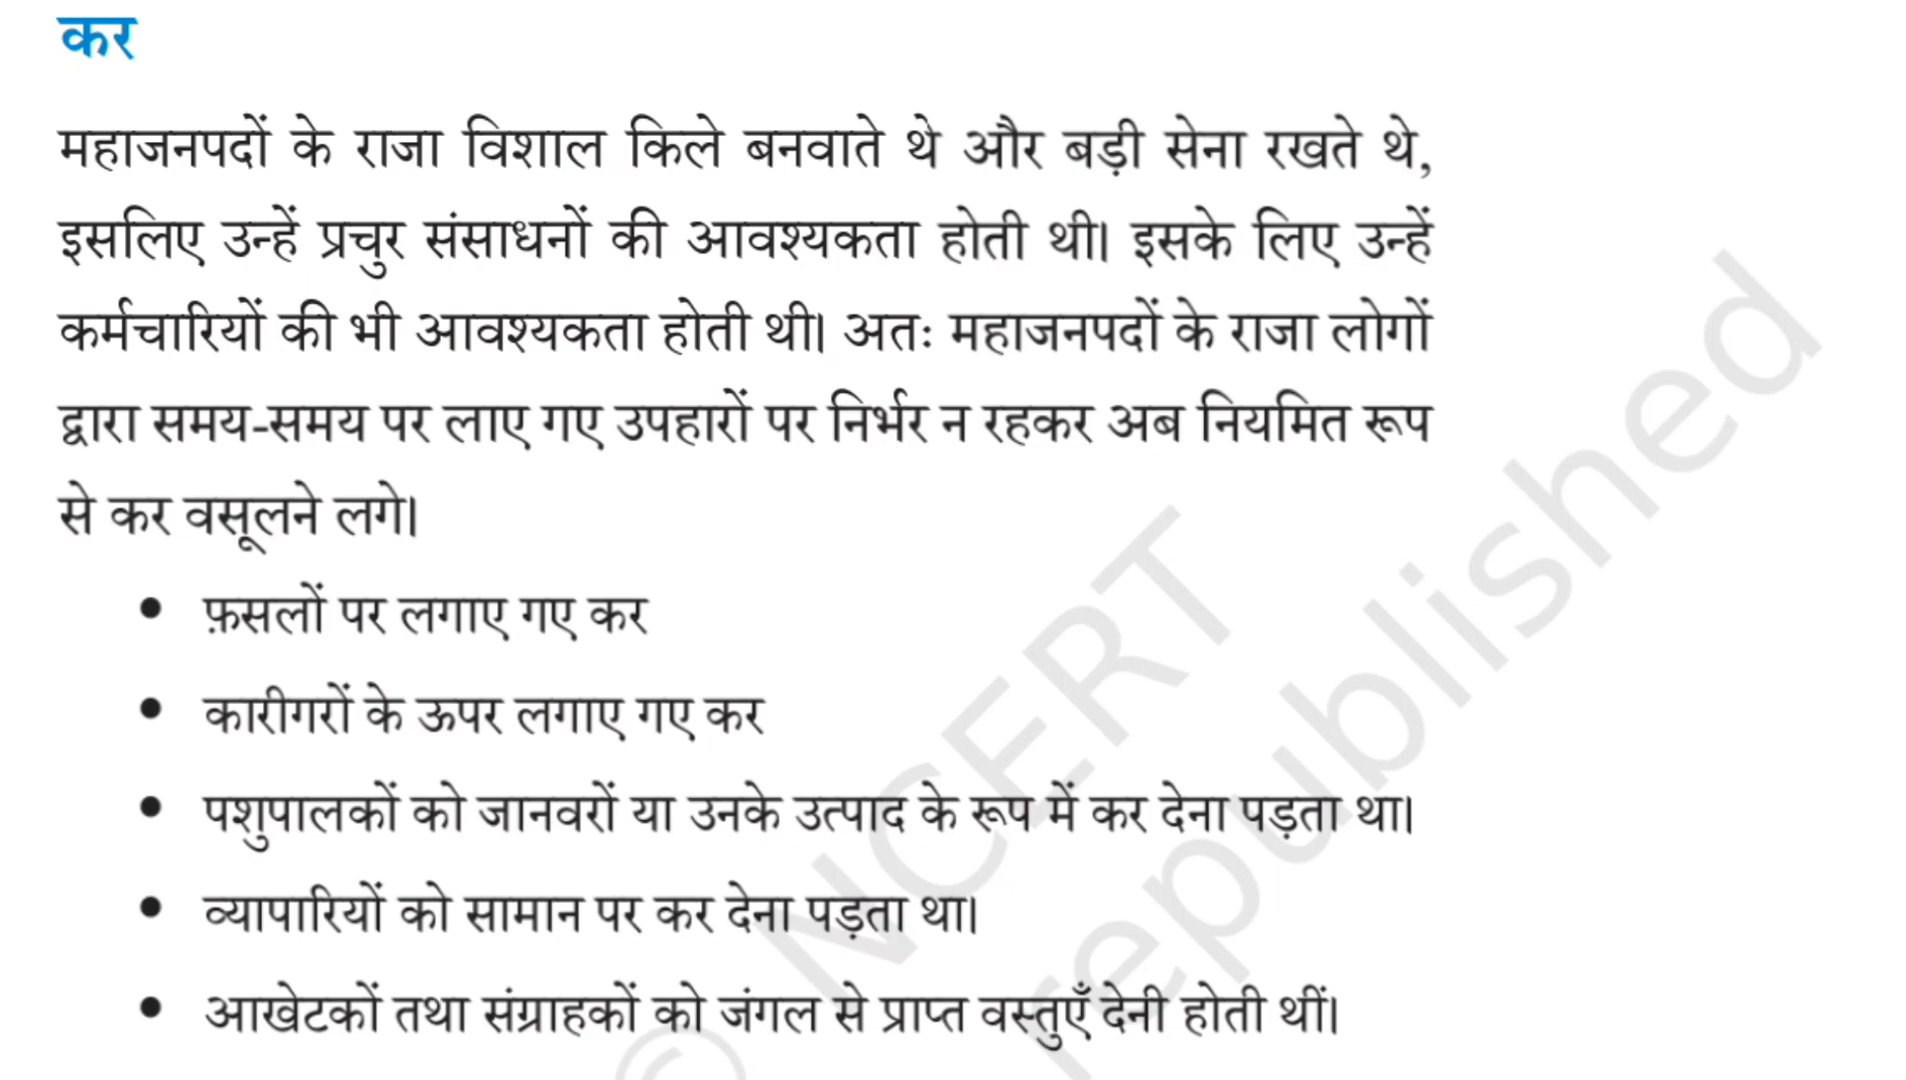 कर
महाजनपदों के राजा विशाल किले बनवाते थे और बड़ी सेना रखते थे,
इसलिए उन्हें प्रचुर संसाधनों की आवश्यकता होती थी। इसके लिए उन्हें
कर्मचारियों की भी आवश्यकता होती थी। अतः महाजनपदों के राजा लोगों
द्वारा समय-समय पर लाए गए उपहारों पर निर्भर न रहकर अब नियमित रूप
से कर वसूलने लगे।
• फ़सलों पर लगाए गए कर
• कारीगरों के ऊपर लगाए गए कर
• पशुपालकों को जानवरों या उनके उत्पाद के रूप में कर देना पड़ता था।
• व्यापारियों को सामान पर कर देना पड़ता था।
• आखेटकों तथा संग्राहकों को जंगल से प्राप्त वस्तुएँ देनी होती थीं।
© NCERT
republished